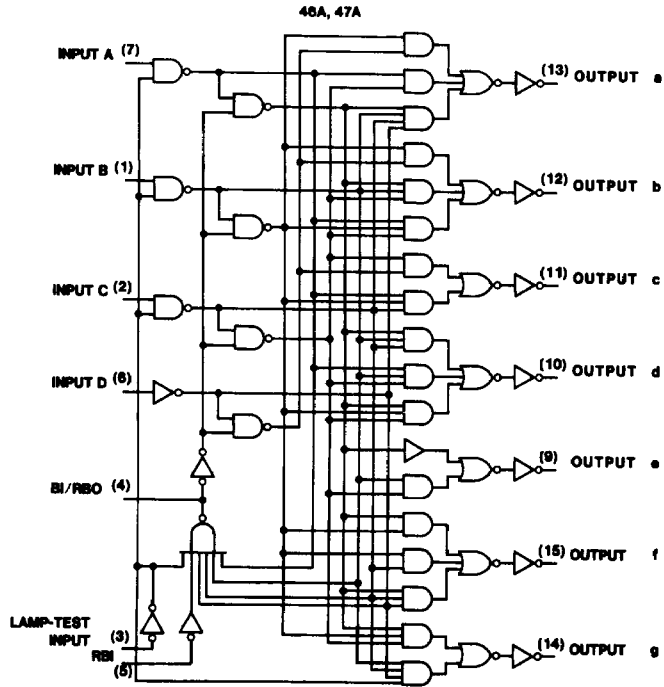 46A, 47A
INPUT A (7)
(13) OUTPUT a
INPUT B (1)
(12) OUTPUT b
INPUT C (2)
(11) OUTPUT c
INPUT D (6)
(10) OUTPUT d
(9) OUTPUT e
BI/RBO (4)
(15) OUTPUT f
LAMP-TEST
INPUT (3)
RBI
(5)
(14) OUTPUT g